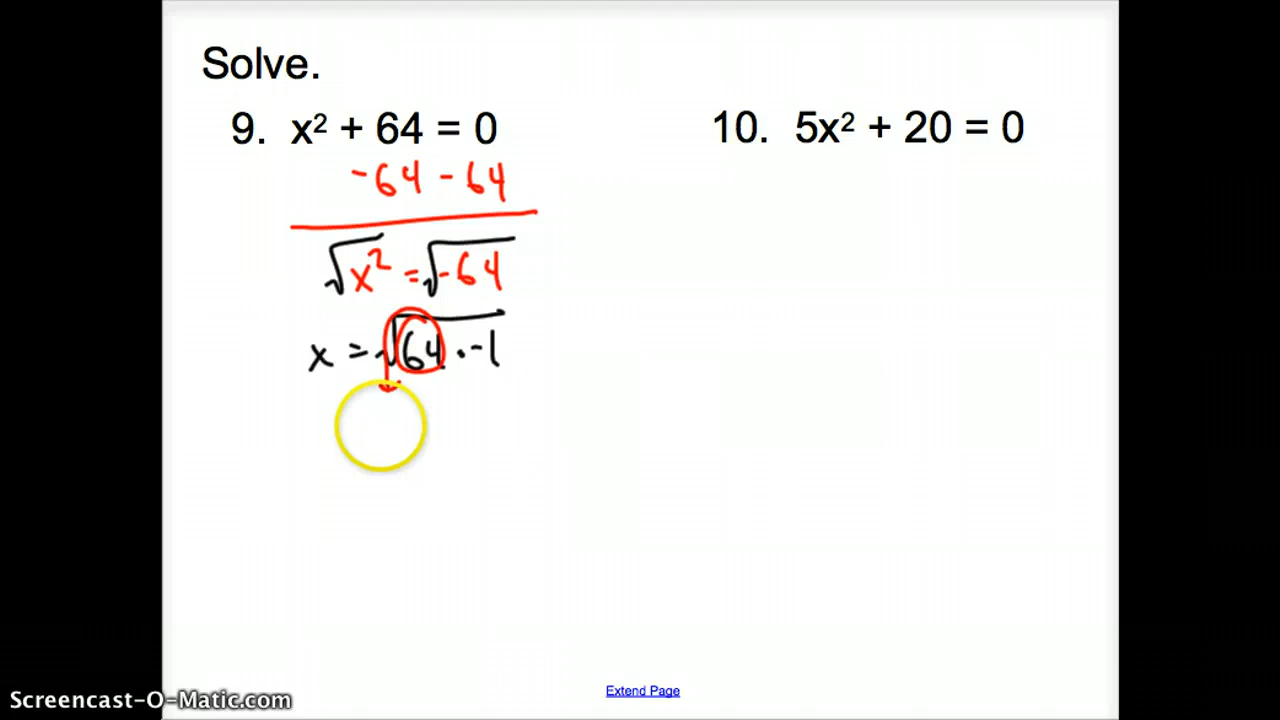 Solve.
9. x² + 64 = 0
-64 - 64
√x² = √-64
x = √64 · -1
10. 5x² + 20 = 0
Extend Page
Screencast-O-Matic.com